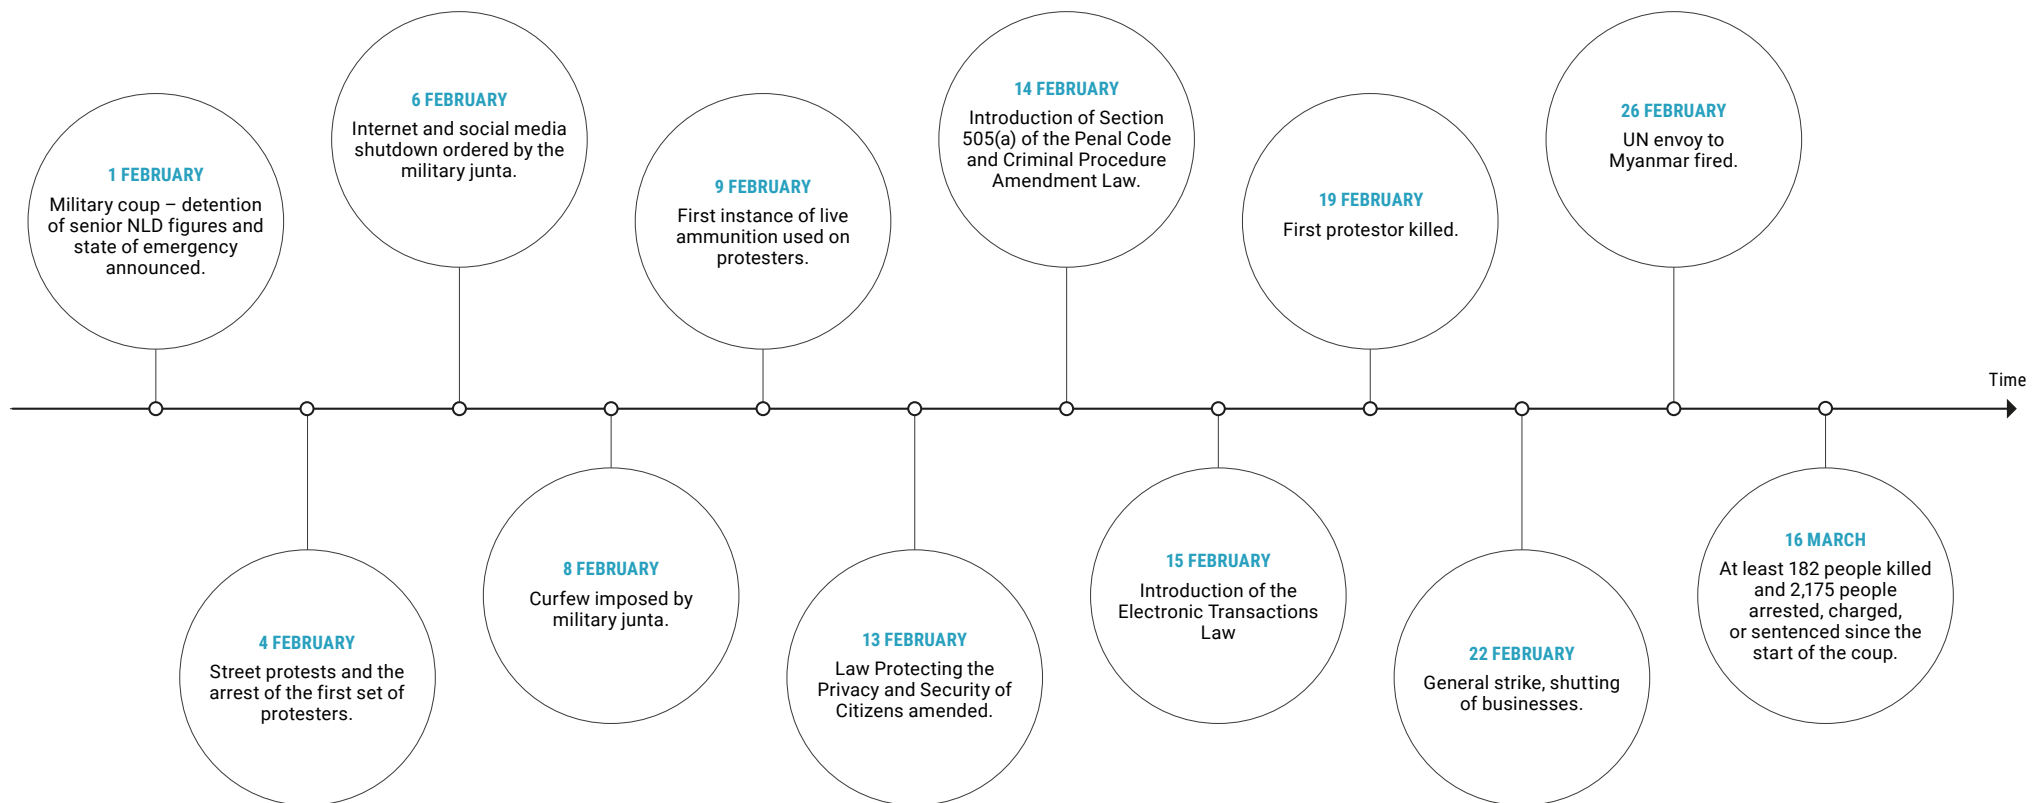 1 FEBRUARY
Military coup – detention
of senior NLD figures and
state of emergency
announced.
4 FEBRUARY
Street protests and the
arrest of the first set of
protesters.
6 FEBRUARY
Internet and social media
shutdown ordered by the
military junta.
8 FEBRUARY
Curfew imposed by
military junta.
9 FEBRUARY
First instance of live
ammunition used on
protesters.
13 FEBRUARY
Law Protecting the
Privacy and Security of
Citizens amended.
14 FEBRUARY
Introduction of Section
505(a) of the Penal Code
and Criminal Procedure
Amendment Law.
15 FEBRUARY
Introduction of the
Electronic Transactions
Law
19 FEBRUARY
First protestor killed.
22 FEBRUARY
General strike, shutting
of businesses.
26 FEBRUARY
UN envoy to
Myanmar fired.
16 MARCH
At least 182 people killed
and 2,175 people
arrested, charged,
or sentenced since the
start of the coup.
Time